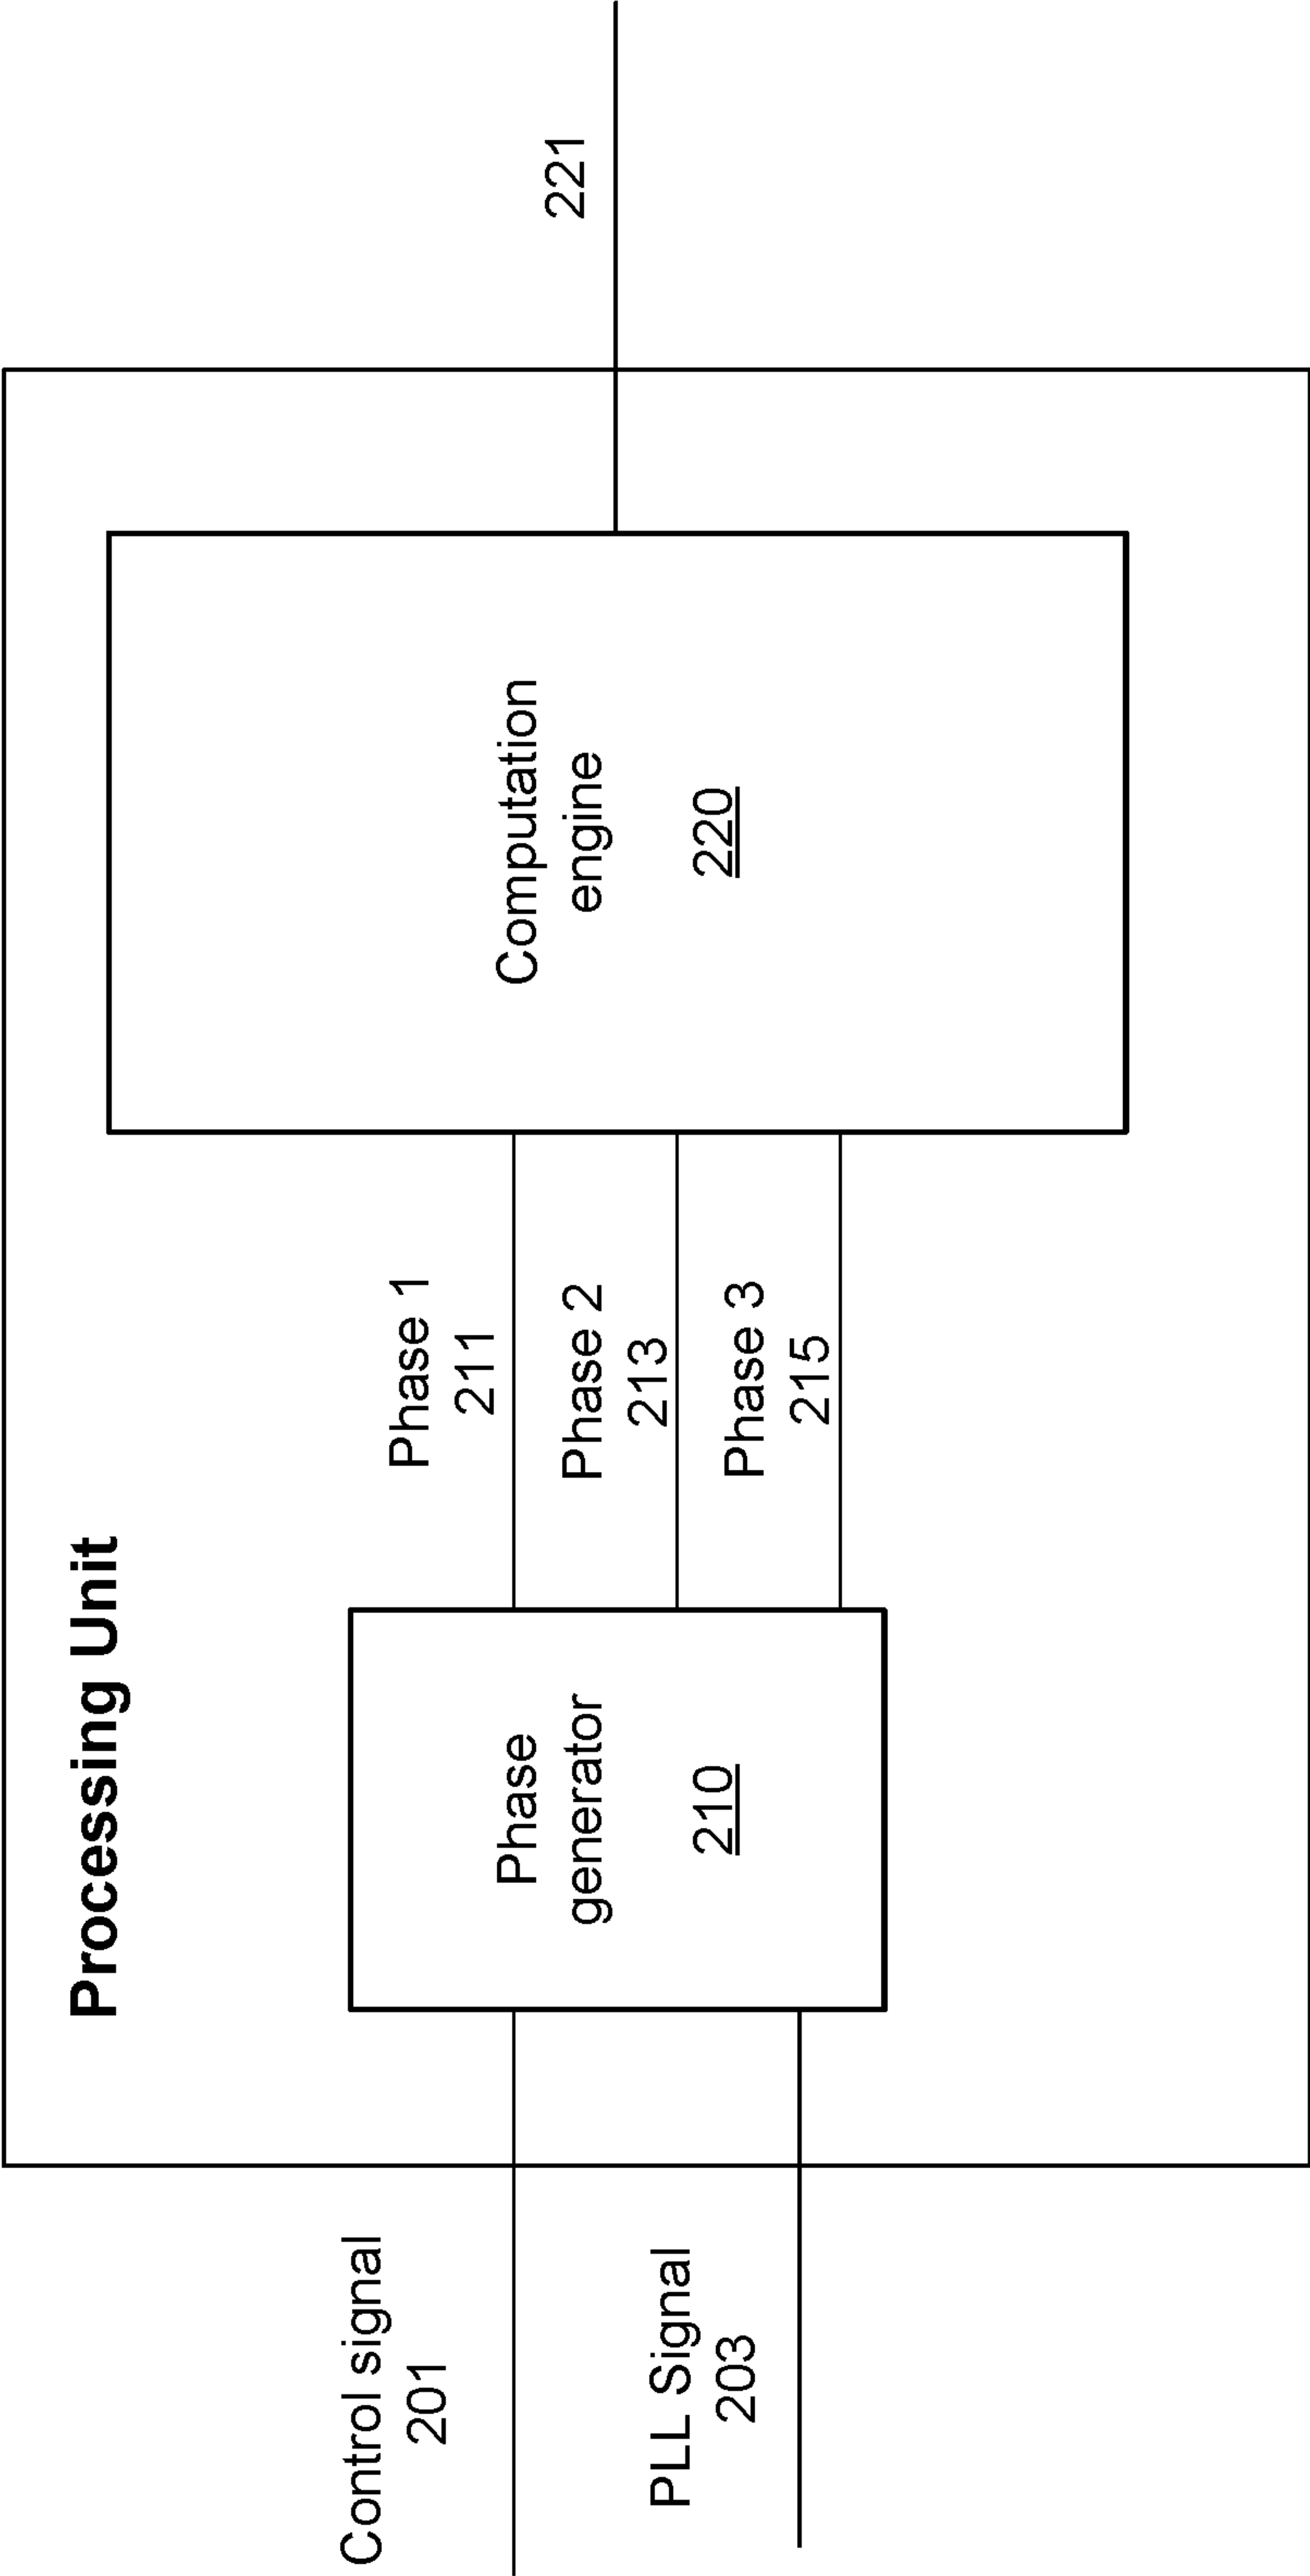 Processing Unit
Control signal
201
PLL Signal
203
Phase
generator
210
Phase 1
211
Phase 2
213
Phase 3
215
Computation
engine
220
221